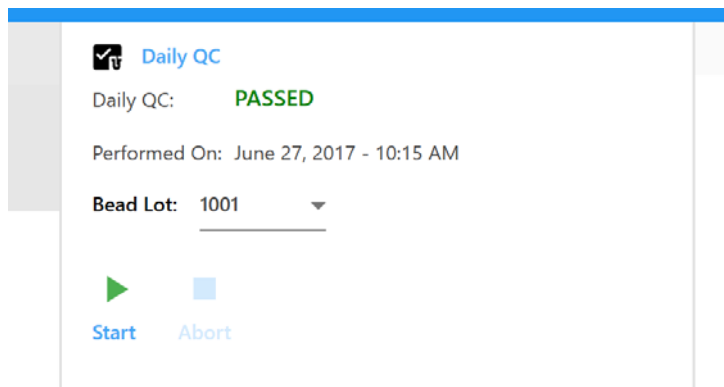 Daily QC
Daily QC: PASSED
Performed On: June 27, 2017 - 10:15 AM
Bead Lot: 1001
Start Abort